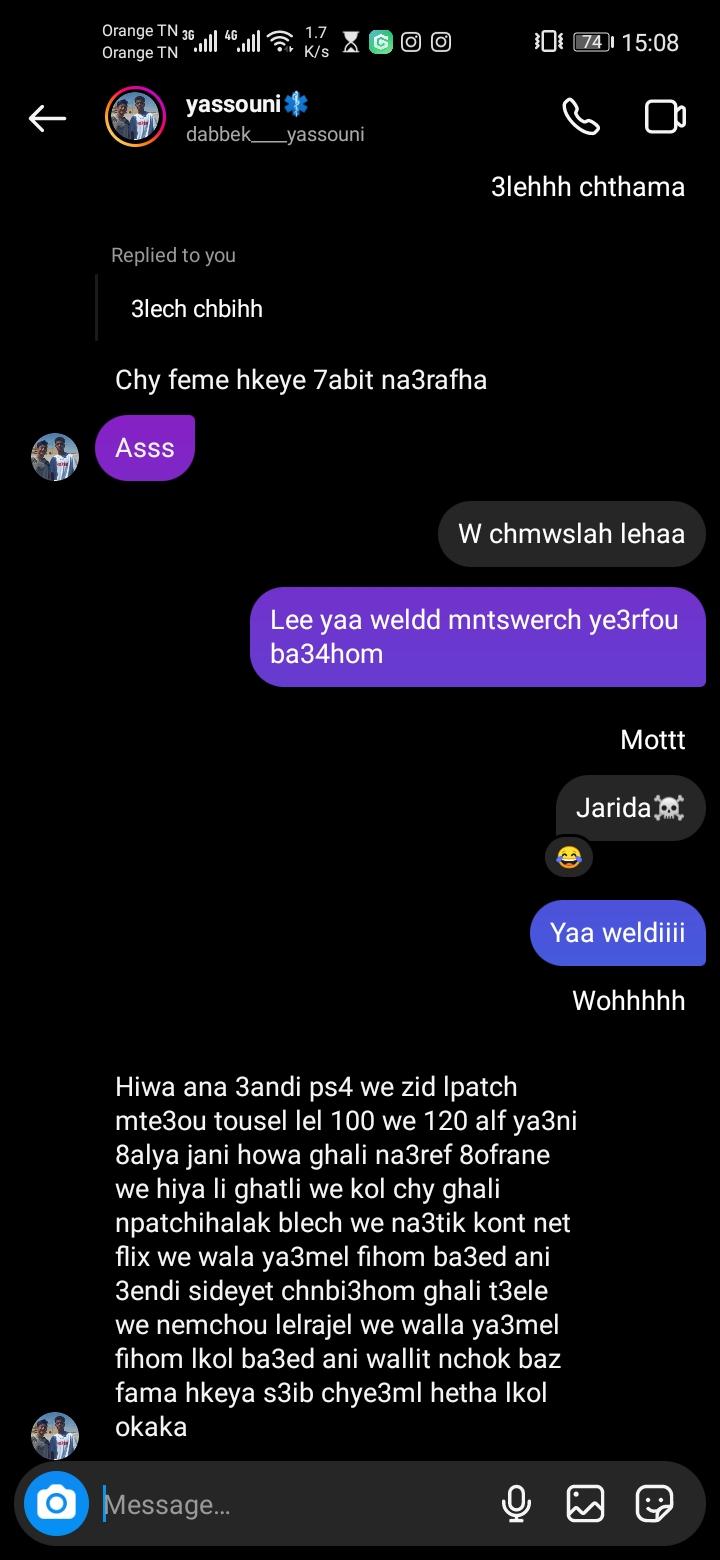 Orange TN 3G 4G 1.7 74 15:08
Orange TN K/s
yassouni
dabbek____yassouni
3lehhh chthama
Replied to you
3lech chbihh
Chy feme hkeye 7abit na3rafha
Asss
W chmwslah lehaa
Lee yaa weldd mntswerch ye3rfou
ba34hom
Mottt
Jarida☠️
😂
Yaa weldiiii
Wohhhhh
Hiwa ana 3andi ps4 we zid lpatch
mte3ou tousel lel 100 we 120 alf ya3ni
8alya jani howa ghali na3ref 8ofrane
we hiya li ghatli we kol chy ghali
npatchihalak blech we na3tik kont net
flix we wala ya3mel fihom ba3ed ani
3endi sideyet chnbi3hom ghali t3ele
we nemchou lelrajel we walla ya3mel
fihom lkol ba3ed ani wallit nchok baz
fama hkeya s3ib chye3ml hetha lkol
okaka
Message…